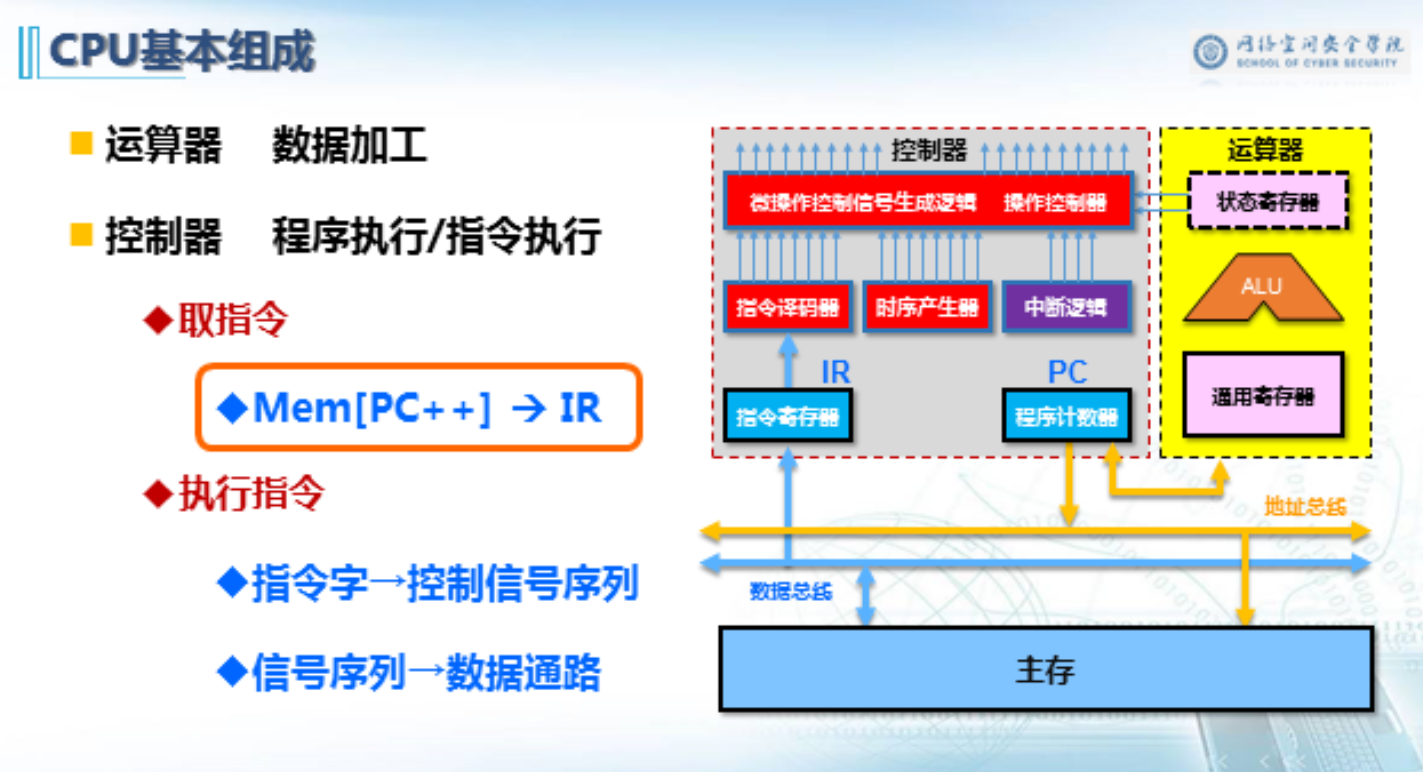 CPU基本组成
网络空间安全学院
SCHOOL OF CYBER SECURITY
运算器 数据加工
控制器 程序执行/指令执行
取指令
Mem[PC++] → IR
执行指令
指令字→控制信号序列
信号序列→数据通路
控制器
微操作控制信号生成逻辑 操作控制器
指令译码器
时序产生器
中断逻辑
IR
PC
指令寄存器
程序计数器
运算器
状态寄存器
ALU
通用寄存器
地址总线
数据总线
主存